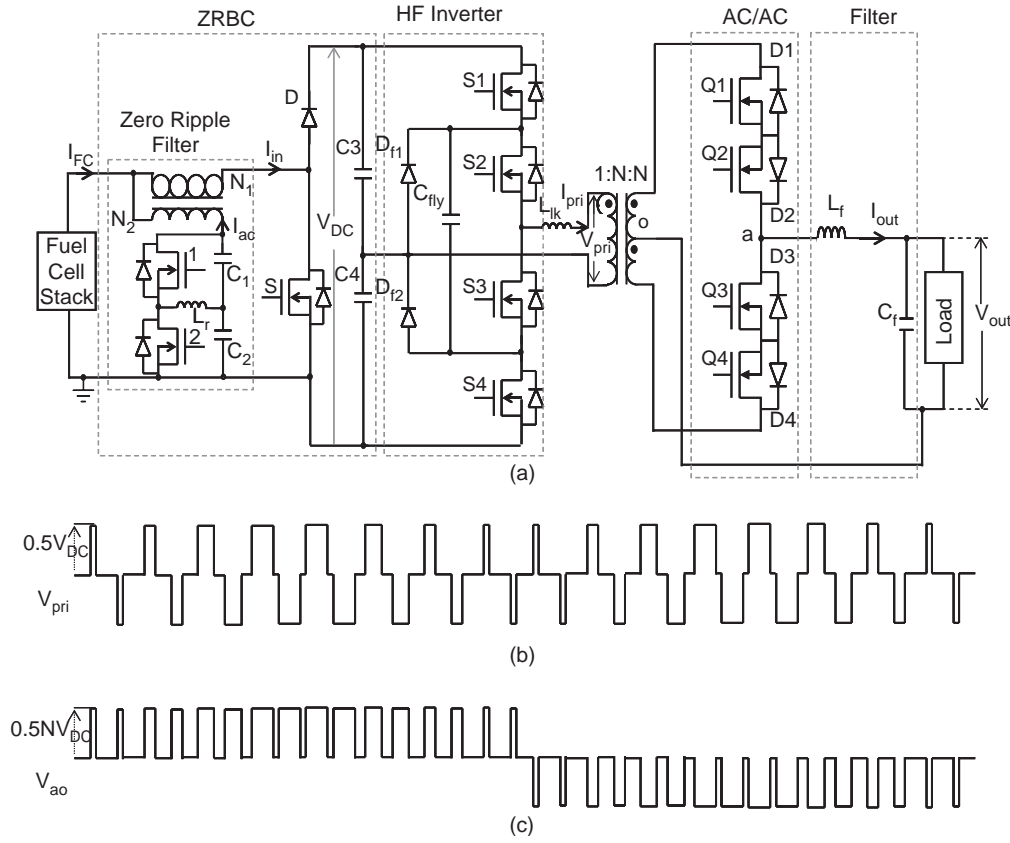 ZRBC
HF Inverter
AC/AC
Filter
Zero Ripple
Filter
I_FC
N_1
N_2
I_in
I_ac
Fuel
Cell
Stack
1
2
L_r
C_1
C_2
D
S
V_DC
C3
C4
D_f1
D_f2
C_fly
S1
S2
S3
S4
L_lk
I_pri
V_pri
1:N:N
o
Q1
Q2
Q3
Q4
D1
D2
D3
D4
a
L_f
I_out
C_f
Load
V_out
(a)
0.5V_DC
V_pri
(b)
0.5NV_DC
V_ao
(c)